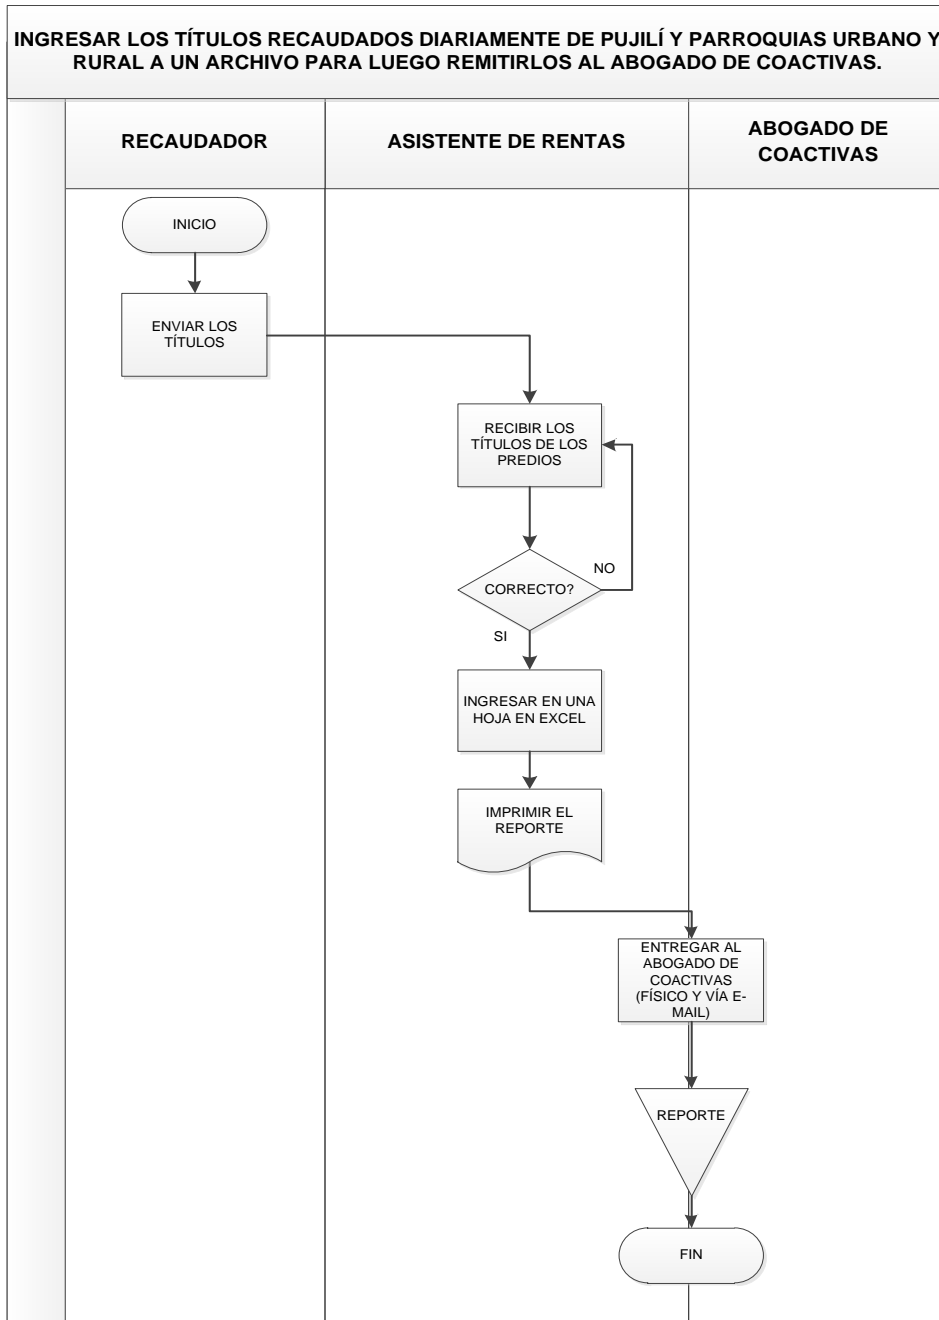 INGRESAR LOS TÍTULOS RECAUDADOS DIARIAMENTE DE PUJILÍ Y PARROQUIAS URBANO Y
RURAL A UN ARCHIVO PARA LUEGO REMITIRLOS AL ABOGADO DE COACTIVAS.
RECAUDADOR
ASISTENTE DE RENTAS
ABOGADO DE
COACTIVAS
INICIO
ENVIAR LOS
TÍTULOS
RECIBIR LOS
TÍTULOS DE LOS
PREDIOS
CORRECTO?
NO
SI
INGRESAR EN UNA
HOJA EN EXCEL
IMPRIMIR EL
REPORTE
ENTREGAR AL
ABOGADO DE
COACTIVAS
(FÍSICO Y VÍA E-
MAIL)
REPORTE
FIN